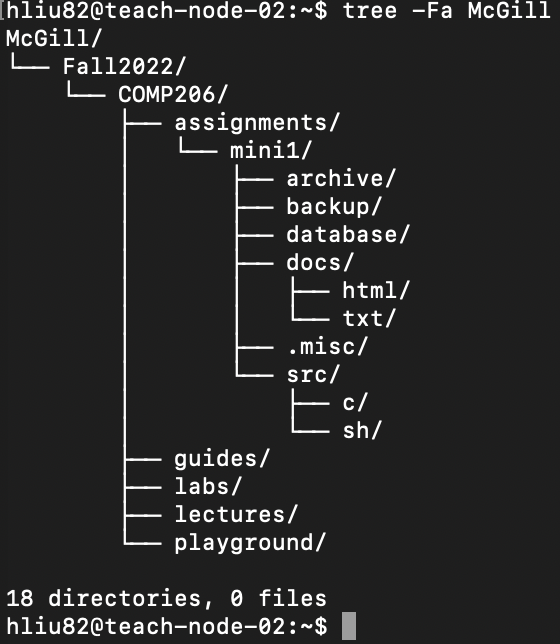 hliu82@teach-node-02:~$ tree -Fa McGill
McGill/
└── Fall2022/
    └── COMP206/
        ├── assignments/
        │   └── mini1/
        │       ├── archive/
        │       ├── backup/
        │       ├── database/
        │       ├── docs/
        │       │   ├── html/
        │       │   └── txt/
        │       ├── .misc/
        │       └── src/
        │           ├── c/
        │           └── sh/
        ├── guides/
        ├── labs/
        ├── lectures/
        └── playground/

18 directories, 0 files
hliu82@teach-node-02:~$